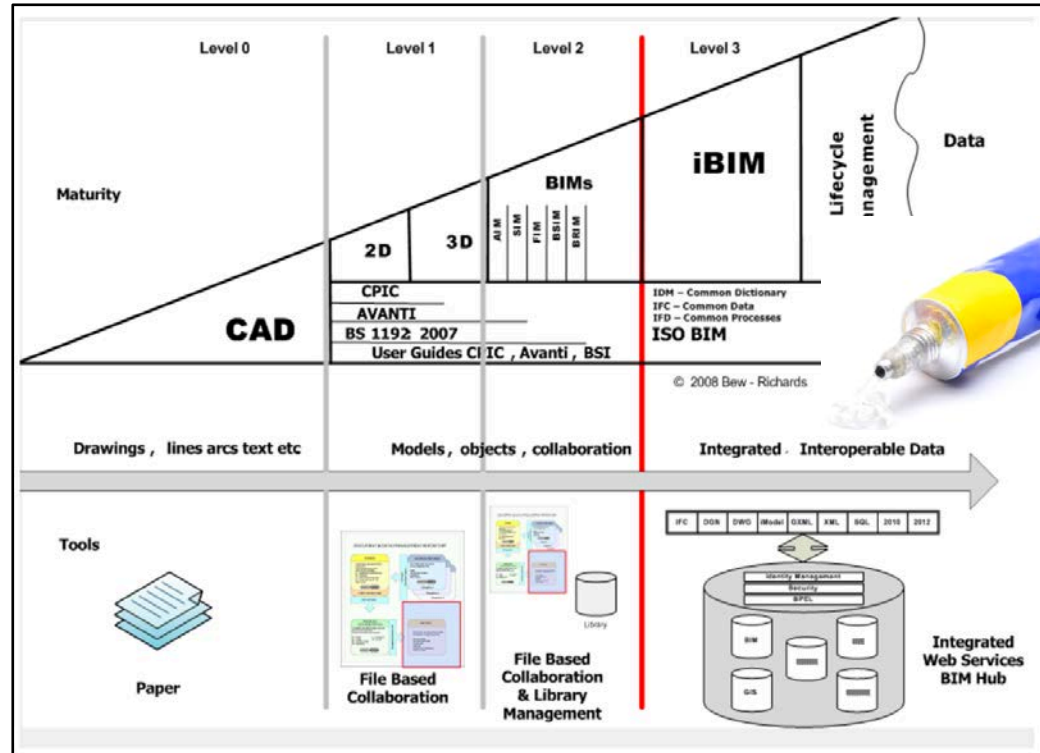 Level 0
Level 1
Level 2
Level 3
Maturity
CAD
2D
3D
BIMs
AIM
SIM
FIM
BSIM
BRIM
iBIM
Lifecycle
Data
CPIC
AVANTI
BS 1192: 2007
User Guides CPIC , Avanti , BSI
IDM – Common Dictionary
IFC – Common Data
IFD – Common Processes
ISO BIM
© 2008 Bew - Richards
Drawings , lines arcs text etc
Models , objects , collaboration
Integrated , Interoperable Data
Tools
Paper
File Based
Collaboration
Library
File Based
Collaboration
& Library
Management
IFC
DGN
DWG
iModel
GXML
XML
SQL
2010
2012
Identity Management
Security
BPEL
BIM
GIS
Integrated
Web Services
BIM Hub